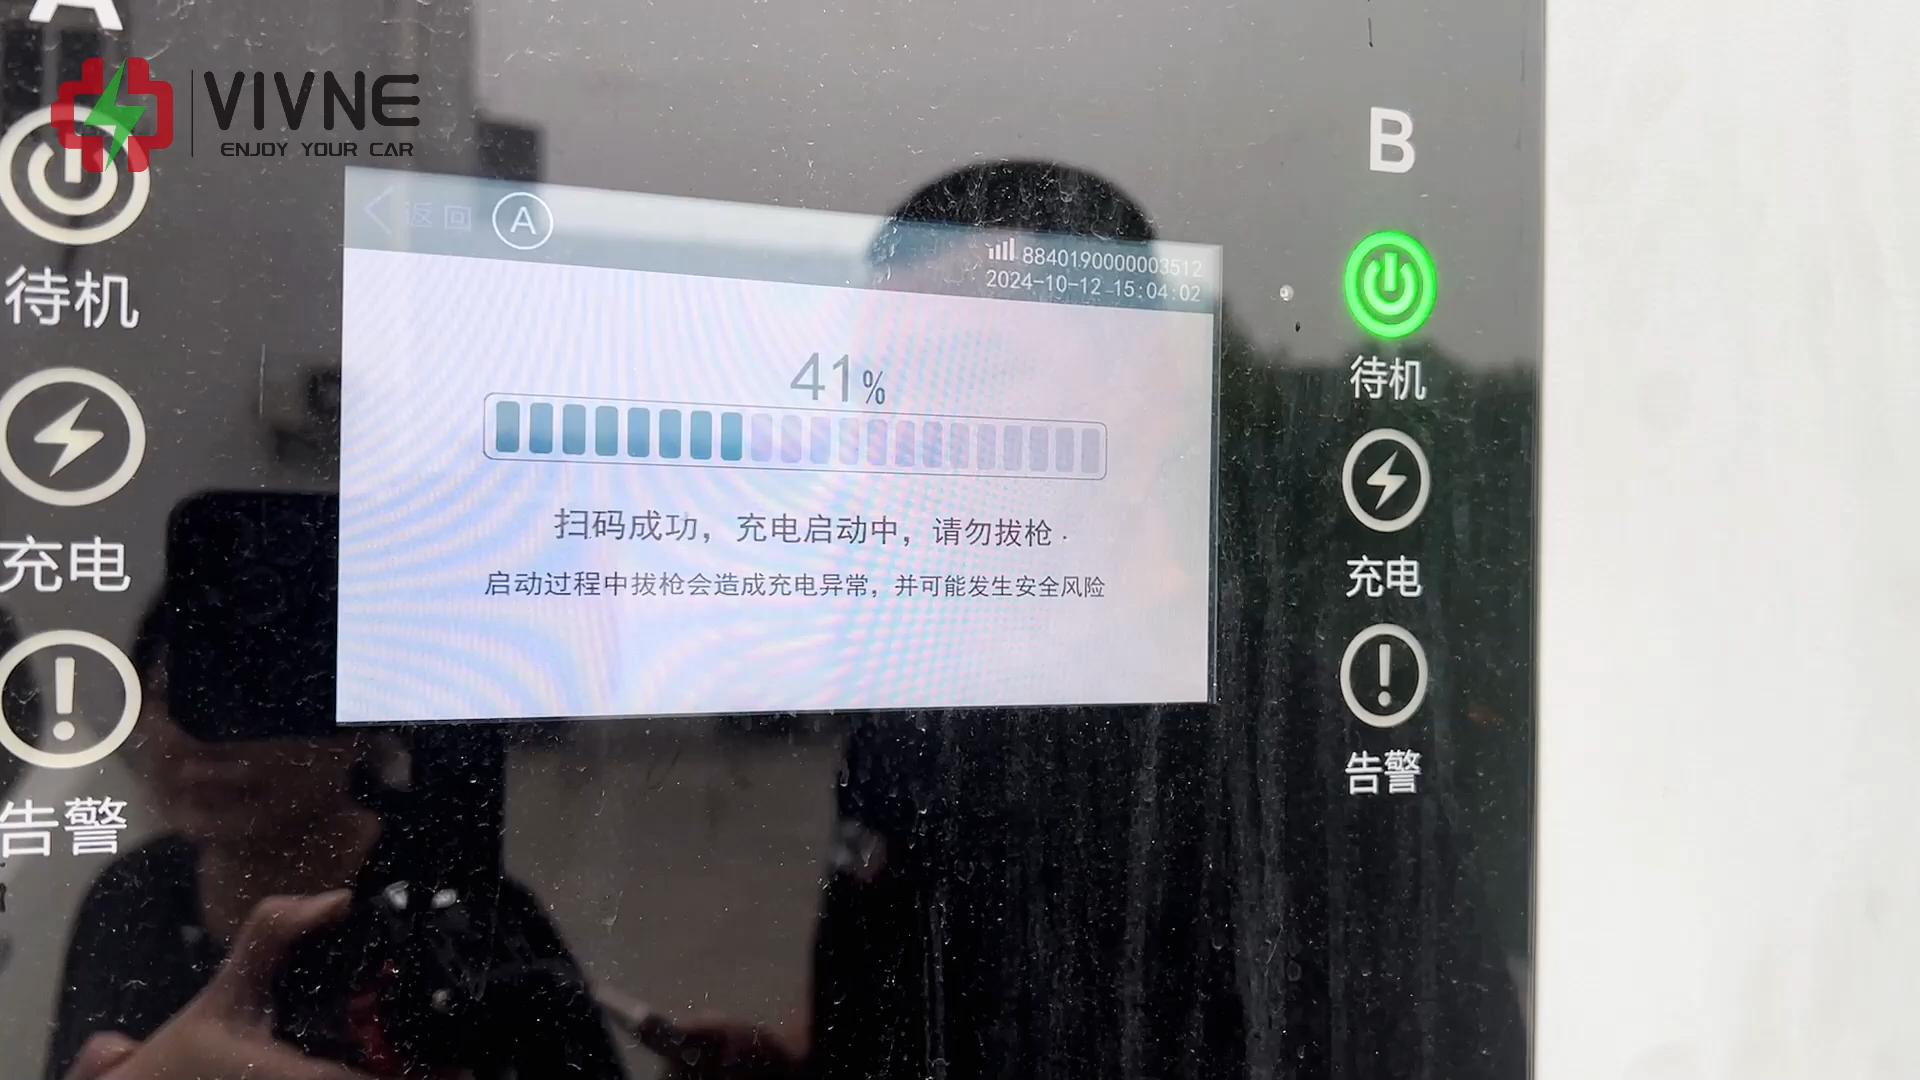 A
VIVNE
ENJOY YOUR CAR
待机
充电
告警
返回 A
8840190000003512
2024-10-12 15:04:02
41%
扫码成功，充电启动中，请勿拔枪.
启动过程中拔枪会造成充电异常，并可能发生安全风险
B
待机
充电
告警